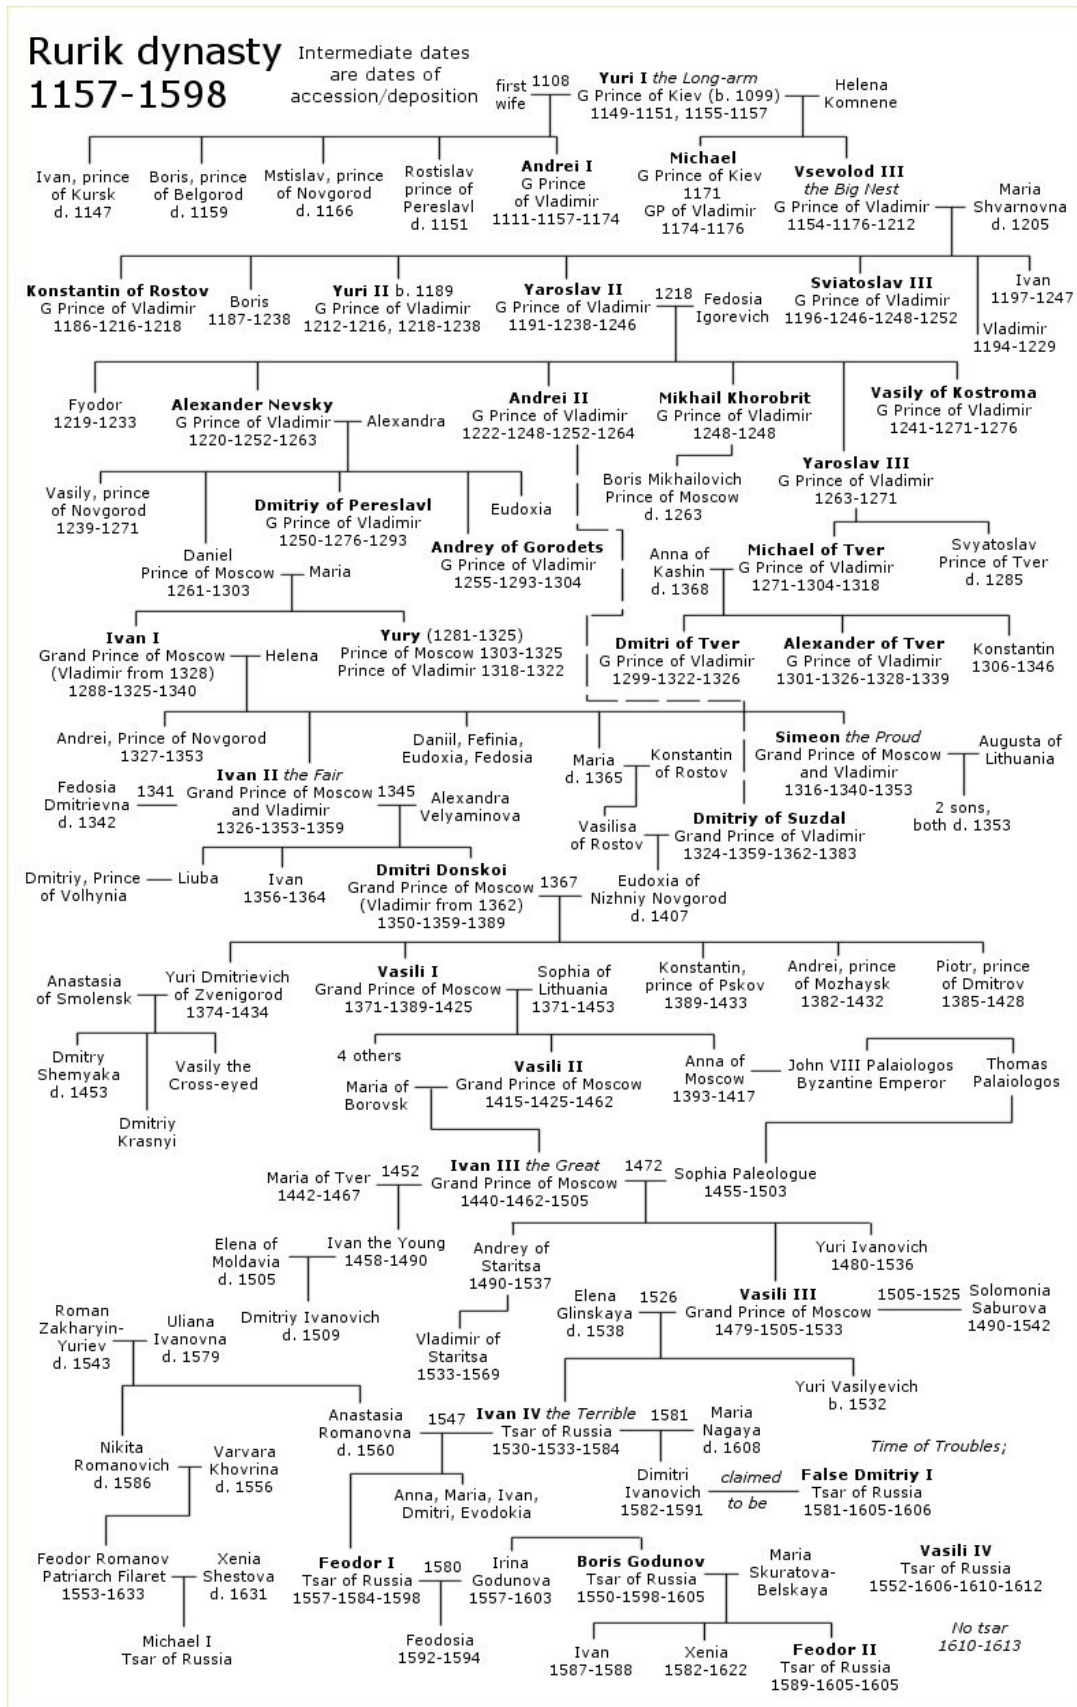 Rurik dynasty
1157-1598
Intermediate dates
are dates of
accession/deposition
first
wife
1108
Yuri I the Long-arm
G Prince of Kiev (b. 1099)
1149-1151, 1155-1157
Helena
Komnene
Ivan, prince
of Kursk
d. 1147
Boris, prince
of Belgorod
d. 1159
Mstislav, prince
of Novgorod
d. 1166
Rostislav
prince of
Pereslavl
d. 1151
Andrei I
G Prince
of Vladimir
1111-1157-1174
Michael
G Prince of Kiev
1171
GP of Vladimir
1174-1176
Vsevolod III
the Big Nest
G Prince of Vladimir
1154-1176-1212
Maria
Shvarnovna
d. 1205
Konstantin of Rostov
G Prince of Vladimir
1186-1216-1218
Boris
1187-1238
Yuri II b. 1189
G Prince of Vladimir
1212-1216, 1218-1238
Yaroslav II
G Prince of Vladimir
1191-1238-1246
1218
Fedosia
Igorevich
Sviatoslav III
G Prince of Vladimir
1196-1246-1248-1252
Ivan
1197-1247
Vladimir
1194-1229
Fyodor
1219-1233
Alexander Nevsky
G Prince of Vladimir
1220-1252-1263
Alexandra
Andrei II
G Prince of Vladimir
1222-1248-1252-1264
Mikhail Khorobrit
G Prince of Vladimir
1248-1248
Vasily of Kostroma
G Prince of Vladimir
1241-1271-1276
Boris Mikhailovich
Prince of Moscow
d. 1263
Yaroslav III
G Prince of Vladimir
1263-1271
Vasily, prince
of Novgorod
1239-1271
Daniel
Prince of Moscow
1261-1303
Maria
Dmitriy of Pereslavl
G Prince of Vladimir
1250-1276-1293
Andrey of Gorodets
G Prince of Vladimir
1255-1293-1304
Eudoxia
Anna of
Kashin
d. 1368
Michael of Tver
G Prince of Vladimir
1271-1304-1318
Svyatoslav
Prince of Tver
d. 1285
Ivan I
Grand Prince of Moscow
(Vladimir from 1328)
1288-1325-1340
Helena
Yury (1281-1325)
Prince of Moscow 1303-1325
Prince of Vladimir 1318-1322
Dmitri of Tver
G Prince of Vladimir
1299-1322-1326
Alexander of Tver
G Prince of Vladimir
1301-1326-1328-1339
Konstantin
1306-1346
Andrei, Prince of Novgorod
1327-1353
Fedosia
Dmitrievna
d. 1342
1341
Ivan II the Fair
Grand Prince of Moscow
and Vladimir
1326-1353-1359
1345
Alexandra
Velyaminova
Daniil, Fefinia,
Eudoxia, Fedosia
Maria
d. 1365
Konstantin
of Rostov
Simeon the Proud
Grand Prince of Moscow
and Vladimir
1316-1340-1353
Augusta of
Lithuania
2 sons,
both d. 1353
Vasilisa
of Rostov
Dmitriy of Suzdal
Grand Prince of Vladimir
1324-1359-1362-1383
Dmitriy, Prince
of Volhynia
Liuba
Ivan
1356-1364
Dmitri Donskoi
Grand Prince of Moscow
(Vladimir from 1362)
1350-1359-1389
1367
Eudoxia of
Nizhniy Novgorod
d. 1407
Anastasia
of Smolensk
Yuri Dmitrievich
of Zvenigorod
1374-1434
Vasili I
Grand Prince of Moscow
1371-1389-1425
Sophia of
Lithuania
1371-1453
Konstantin,
prince of Pskov
1389-1433
Andrei, prince
of Mozhaysk
1382-1432
Piotr, prince
of Dmitrov
1385-1428
Dmitry
Shemyaka
d. 1453
Dmitriy
Krasnyi
Vasily the
Cross-eyed
4 others
Maria of
Borovsk
Vasili II
Grand Prince of Moscow
1415-1425-1462
Anna of
Moscow
1393-1417
John VIII Palaiologos
Byzantine Emperor
Thomas
Palaiologos
Maria of Tver
1442-1467
1452
Ivan III the Great
Grand Prince of Moscow
1440-1462-1505
1472
Sophia Paleologue
1455-1503
Elena of
Moldavia
d. 1505
Ivan the Young
1458-1490
Andrey of
Staritsa
1490-1537
Yuri Ivanovich
1480-1536
Dmitriy Ivanovich
d. 1509
Vladimir of
Staritsa
1533-1569
Elena
Glinskaya
d. 1538
1526
Vasili III
Grand Prince of Moscow
1479-1505-1533
1505-1525
Solomonia
Saburova
1490-1542
Roman
Zakharyin-
Yuriev
d. 1543
Uliana
Ivanovna
d. 1579
Yuri Vasilyevich
b. 1532
Nikita
Romanovich
d. 1586
Varvara
Khovrina
d. 1556
Anastasia
Romanovna
d. 1560
1547
Ivan IV the Terrible
Tsar of Russia
1530-1533-1584
1581
Maria
Nagaya
d. 1608
Time of Troubles;
Anna, Maria, Ivan,
Dmitri, Evodokia
Dimitri
Ivanovich
1582-1591
claimed
to be
False Dmitriy I
Tsar of Russia
1581-1605-1606
Feodor Romanov
Patriarch Filaret
1553-1633
Xenia
Shestova
d. 1631
Feodor I
Tsar of Russia
1557-1584-1598
1580
Irina
Godunova
1557-1603
Boris Godunov
Tsar of Russia
1550-1598-1605
Maria
Skuratova-
Belskaya
Vasili IV
Tsar of Russia
1552-1606-1610-1612
Michael I
Tsar of Russia
Feodosia
1592-1594
Ivan
1587-1588
Xenia
1582-1622
Feodor II
Tsar of Russia
1589-1605-1605
No tsar
1610-1613